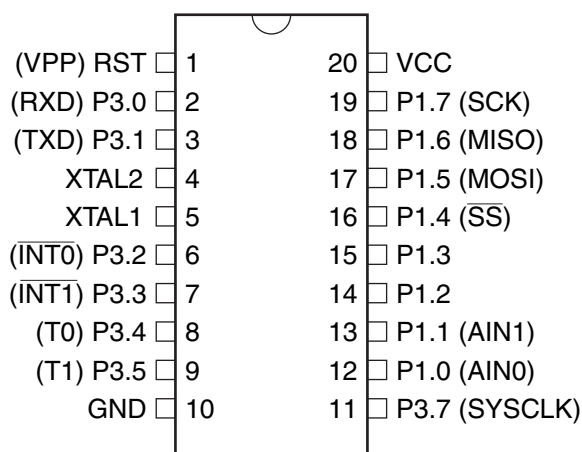 (VPP) RST 1 20 VCC
(RXD) P3.0 2 19 P1.7 (SCK)
(TXD) P3.1 3 18 P1.6 (MISO)
XTAL2 4 17 P1.5 (MOSI)
XTAL1 5 16 P1.4 (S̅S̅)
(I̅N̅T̅0̅) P3.2 6 15 P1.3
(I̅N̅T̅1̅) P3.3 7 14 P1.2
(T0) P3.4 8 13 P1.1 (AIN1)
(T1) P3.5 9 12 P1.0 (AIN0)
GND 10 11 P3.7 (SYSCLK)